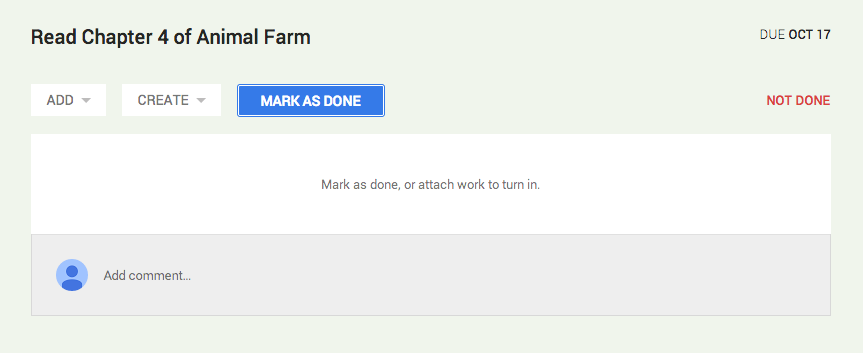 Read Chapter 4 of Animal Farm
DUE OCT 17
ADD
CREATE
MARK AS DONE
NOT DONE
Mark as done, or attach work to turn in.
Add comment...